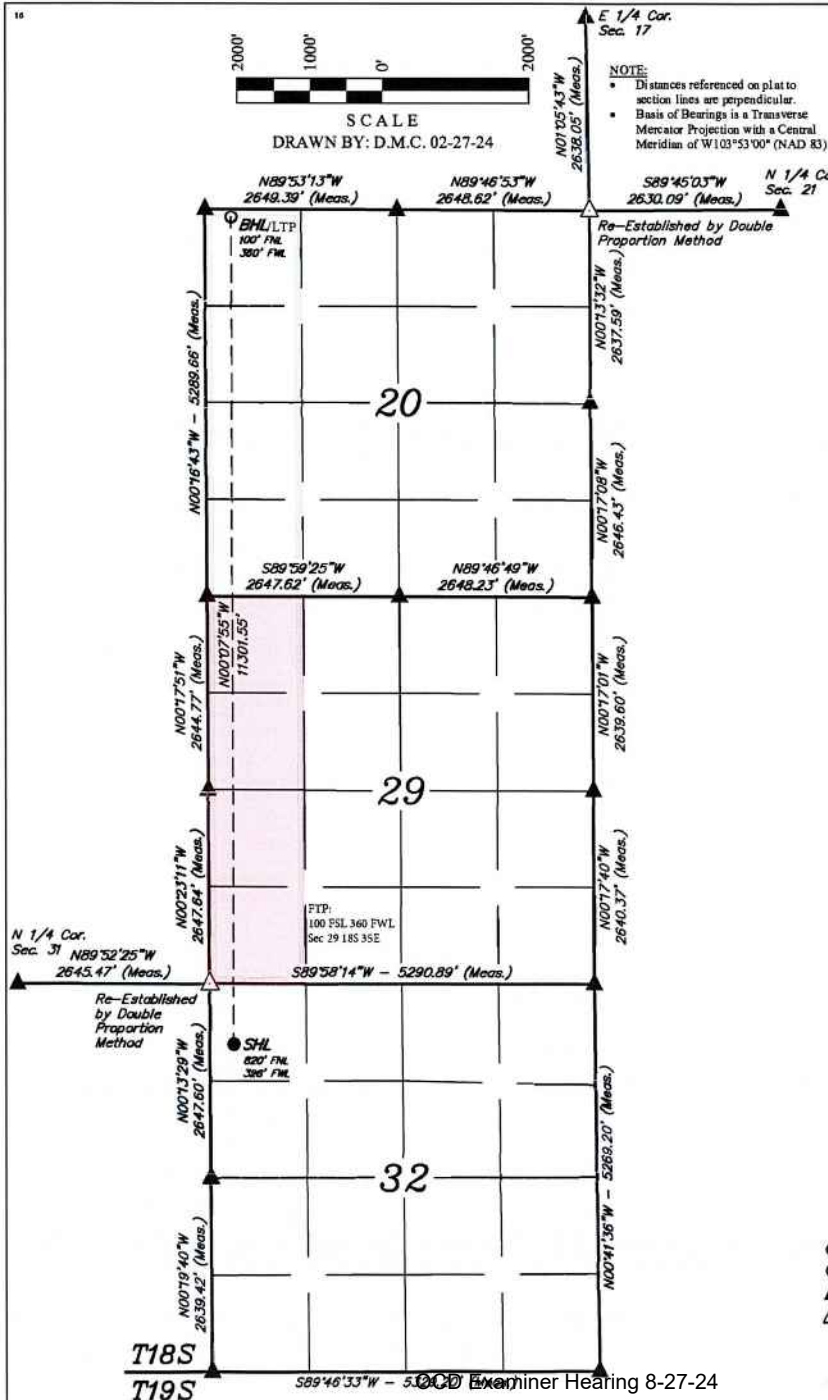 16
E 1/4 Cor.
Sec. 17
2000'
1000'
0'
2000'
SCALE
DRAWN BY: D.M.C. 02-27-24
N01°05'43"W
2638.05' (Meas.)
NOTE:
• Distances referenced on plat to
section lines are perpendicular.
• Basis of Bearings is a Transverse
Mercator Projection with a Central
Meridian of W103°53'00" (NAD 83)
N89°53'13"W
2649.39' (Meas.)
N89°46'53"W
2648.62' (Meas.)
S89°45'03"W
2630.09' (Meas.)
N 1/4 Co
Sec. 21
Re-Established by Double
Proportion Method
BHL/LTP
100' FNL
360' FWL
N00°16'43"W - 5289.66' (Meas.)
N00°13'32"W
2637.59' (Meas.)
20
N00°17'08"W
2646.43' (Meas.)
S89°59'25"W
2647.62' (Meas.)
N89°46'49"W
2648.23' (Meas.)
N00°07'55"W
11301.55'
N00°17'51"W
2644.77' (Meas.)
N00°17'01"W
2639.60' (Meas.)
29
N00°23'11"W
2647.64' (Meas.)
N00°17'40"W
2640.37' (Meas.)
FTP:
100 FSL 360 FWL
Sec 29 18S 35E
N 1/4 Cor.
Sec. 31
N89°52'25"W
2645.47' (Meas.)
S89°58'14"W - 5290.89' (Meas.)
Re-Established
by Double
Proportion
Method
SHL
820' FNL
396' FWL
N00°13'29"W
2647.60' (Meas.)
N00°41'36"W - 5269.20' (Meas.)
32
N00°19'40"W
2639.42' (Meas.)
T18S
T19S
S89°46'33"W -
OCD Examiner Hearing 8-27-24